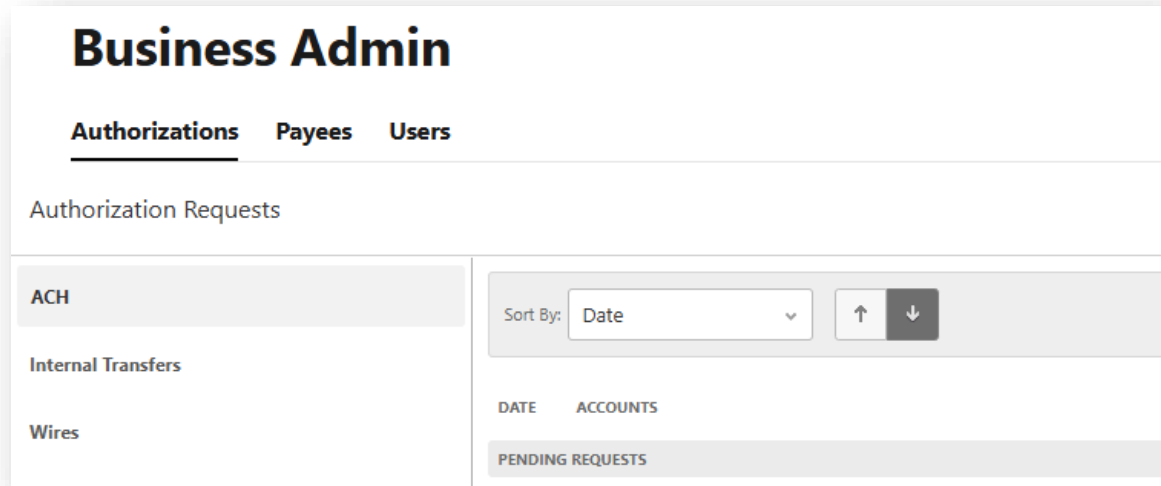 Business Admin
Authorizations Payees Users
Authorization Requests
ACH
Internal Transfers
Wires
Sort By: Date
DATE ACCOUNTS
PENDING REQUESTS